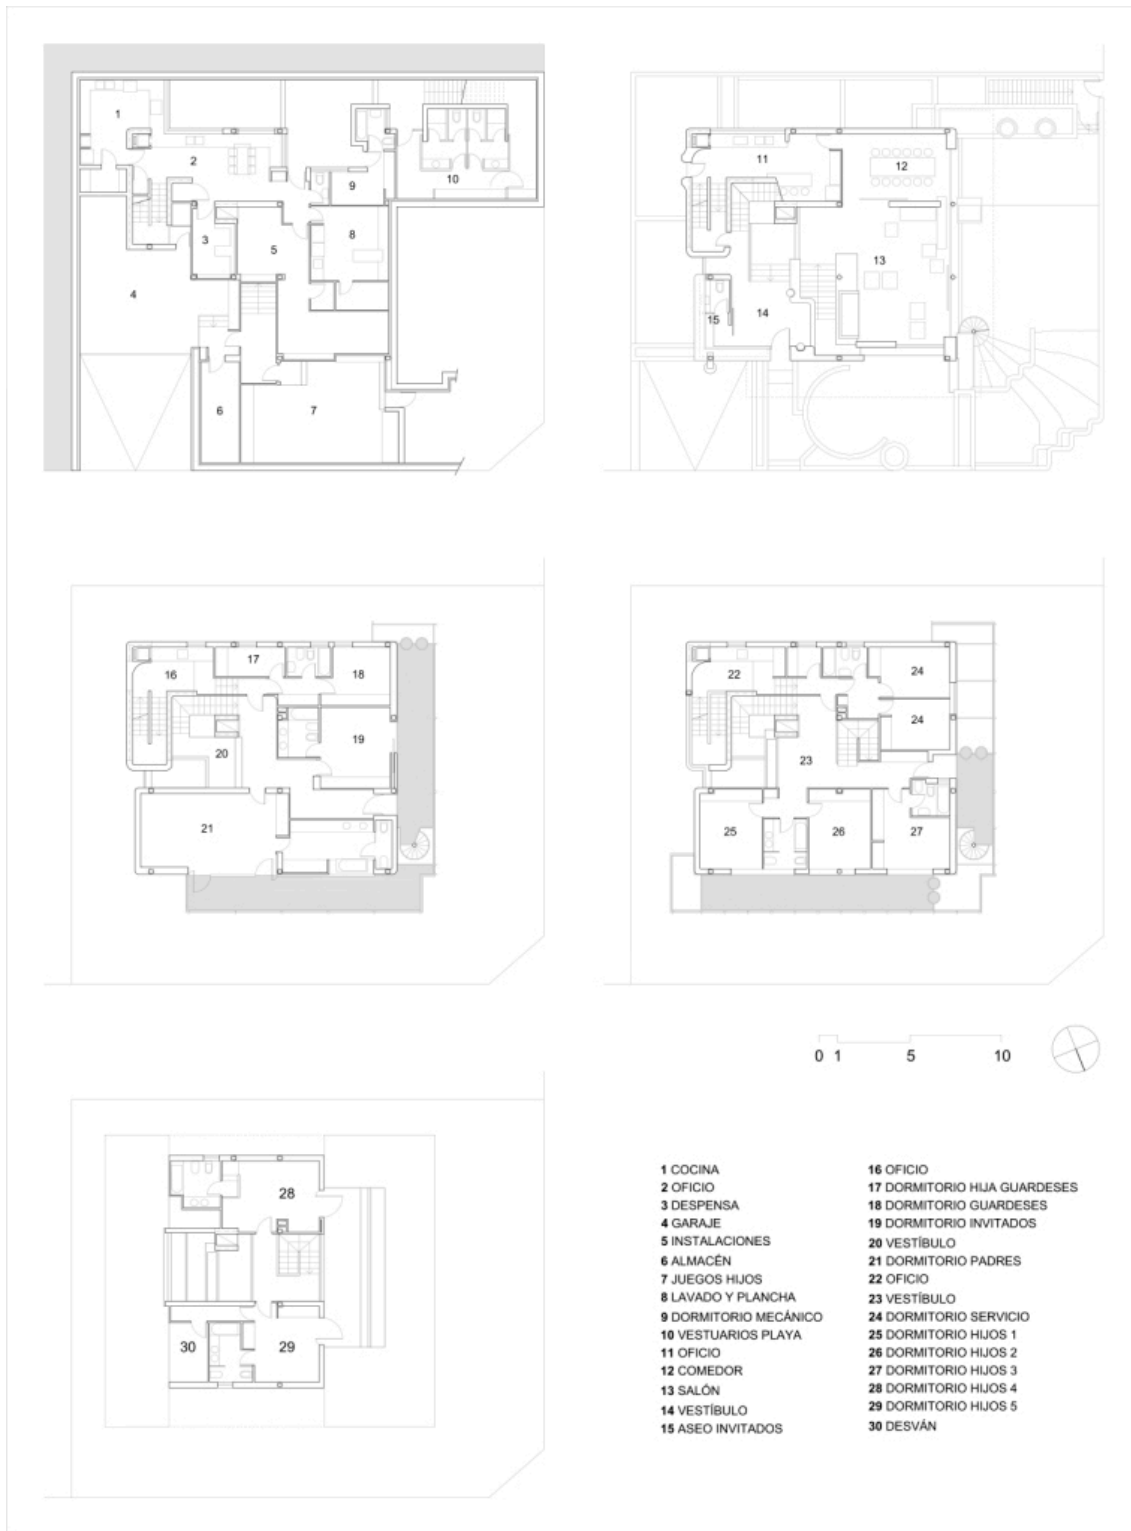 1
2
3
4
5
6
7
8
9
10
11
12
13
14
15
16
17
18
19
20
21
22
23
24
24
25
26
27
0 1 5 10
28
29
30
1 COCINA
2 OFICIO
3 DESPENSA
4 GARAJE
5 INSTALACIONES
6 ALMACÉN
7 JUEGOS HIJOS
8 LAVADO Y PLANCHA
9 DORMITORIO MECÁNICO
10 VESTUARIOS PLAYA
11 OFICIO
12 COMEDOR
13 SALÓN
14 VESTÍBULO
15 ASEO INVITADOS
16 OFICIO
17 DORMITORIO HIJA GUARDESES
18 DORMITORIO GUARDESES
19 DORMITORIO INVITADOS
20 VESTÍBULO
21 DORMITORIO PADRES
22 OFICIO
23 VESTÍBULO
24 DORMITORIO SERVICIO
25 DORMITORIO HIJOS 1
26 DORMITORIO HIJOS 2
27 DORMITORIO HIJOS 3
28 DORMITORIO HIJOS 4
29 DORMITORIO HIJOS 5
30 DESVÁN